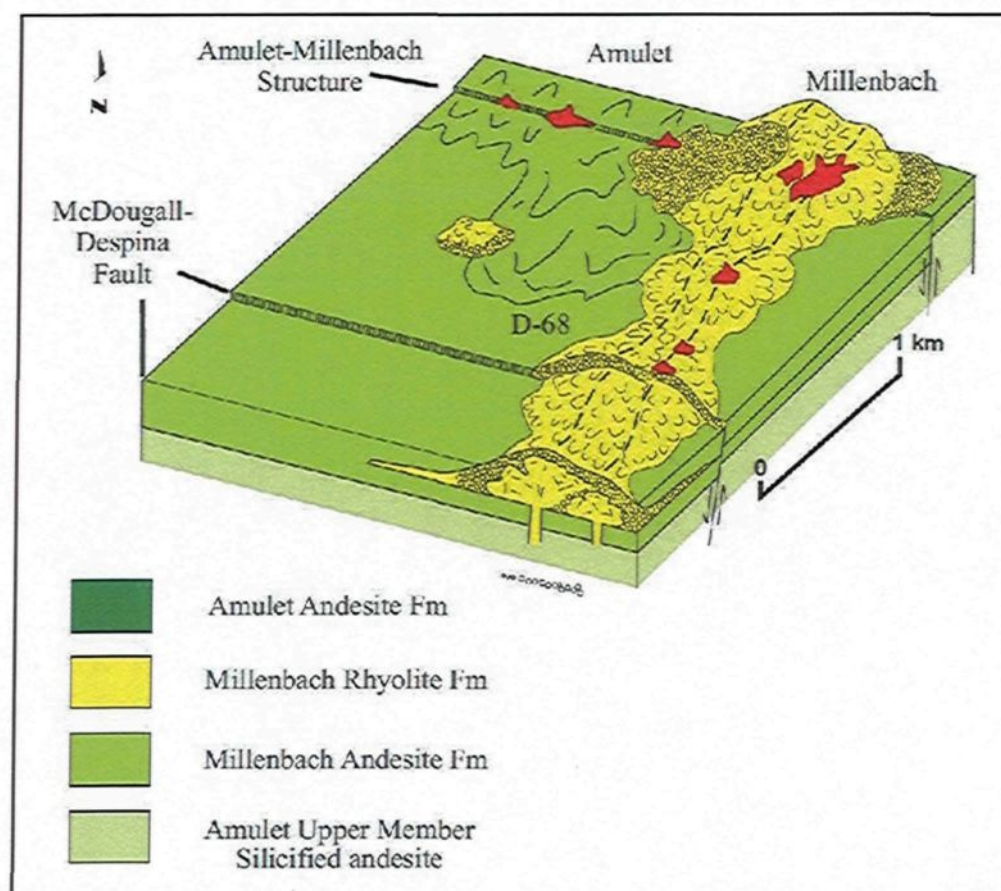 Amulet-Millenbach
Structure
Amulet
Millenbach
N
McDougall-
Despina
Fault
D-68
1 km
0
Amulet Andesite Fm
Millenbach Rhyolite Fm
Millenbach Andesite Fm
Amulet Upper Member
Silicified andesite